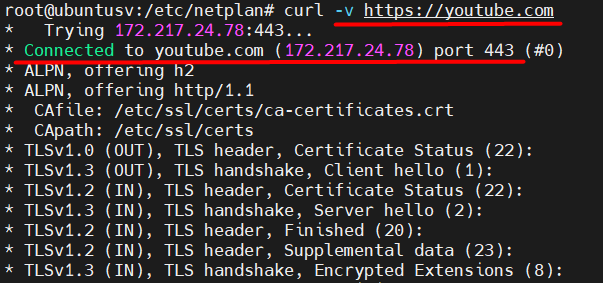 root@ubuntusv:/etc/netplan# curl -v https://youtube.com
*   Trying 172.217.24.78:443...
* Connected to youtube.com (172.217.24.78) port 443 (#0)
* ALPN, offering h2
* ALPN, offering http/1.1
*  CAfile: /etc/ssl/certs/ca-certificates.crt
*  CApath: /etc/ssl/certs
* TLSv1.0 (OUT), TLS header, Certificate Status (22):
* TLSv1.3 (OUT), TLS handshake, Client hello (1):
* TLSv1.2 (IN), TLS header, Certificate Status (22):
* TLSv1.3 (IN), TLS handshake, Server hello (2):
* TLSv1.2 (IN), TLS header, Finished (20):
* TLSv1.2 (IN), TLS header, Supplemental data (23):
* TLSv1.3 (IN), TLS handshake, Encrypted Extensions (8):